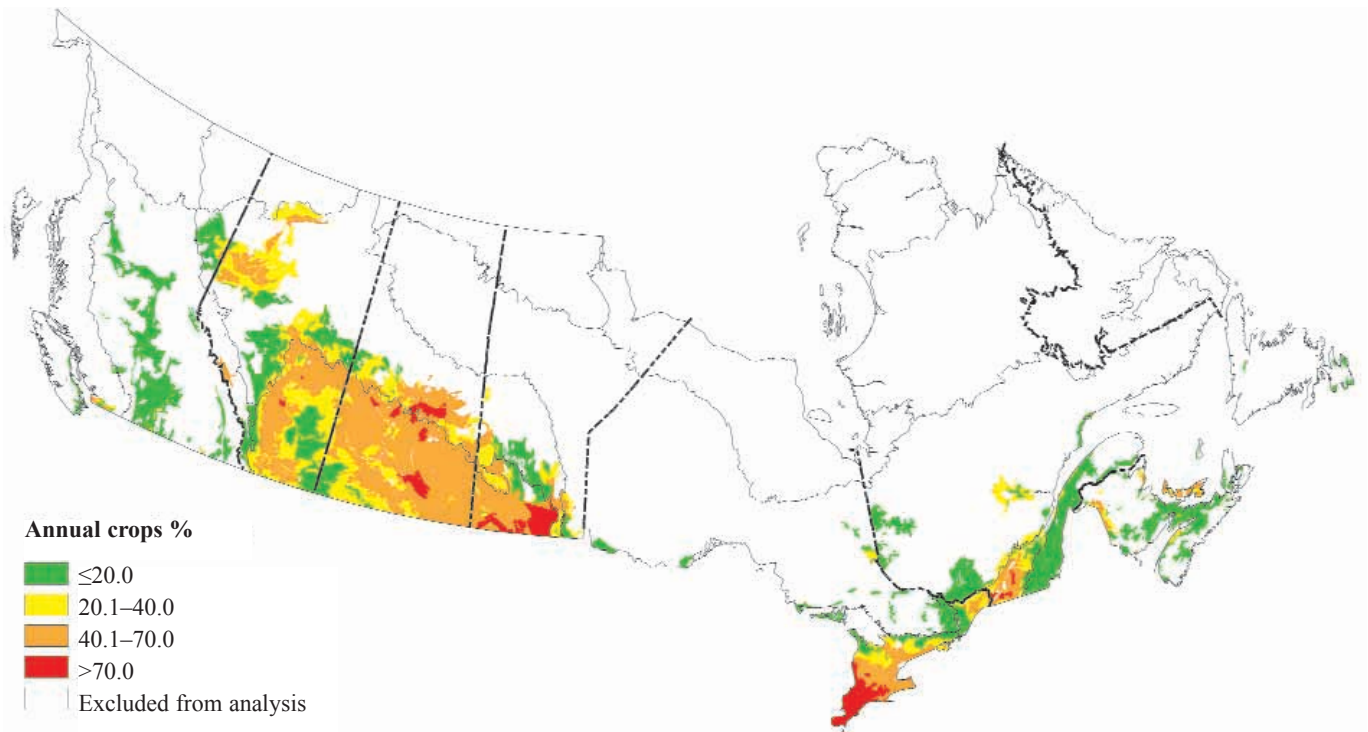 Annual crops %
≤20.0
20.1–40.0
40.1–70.0
>70.0
Excluded from analysis